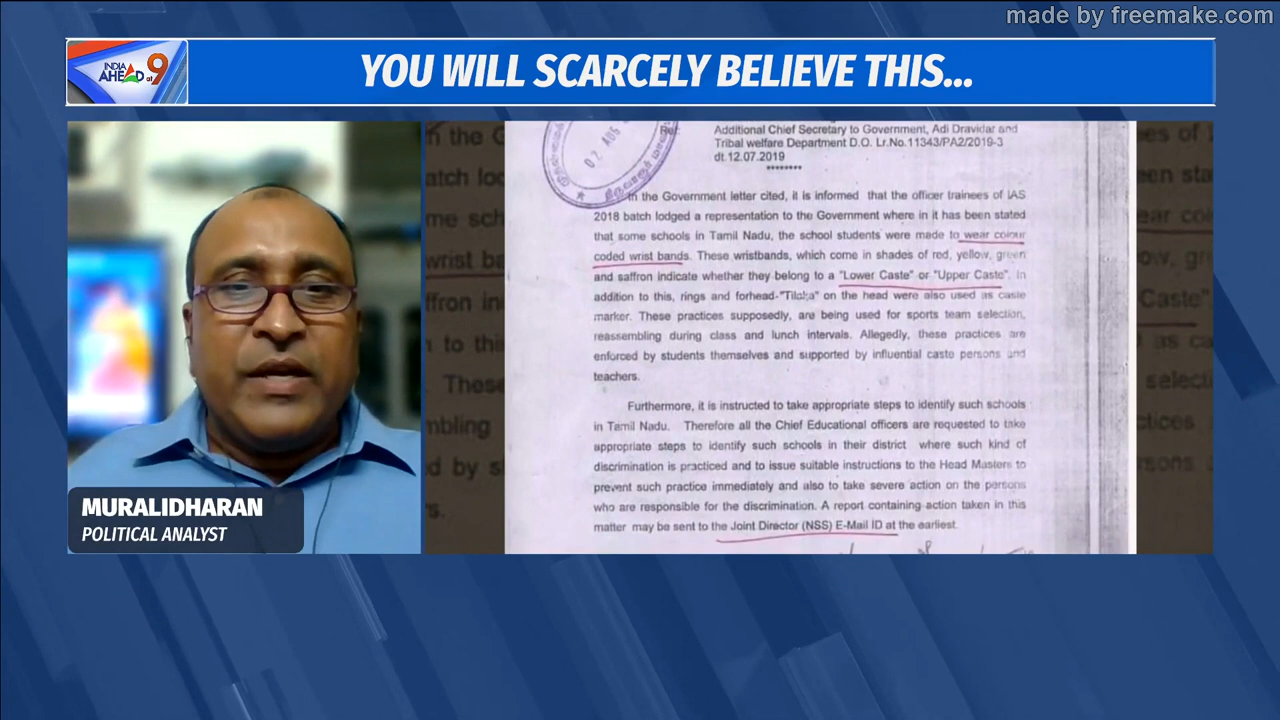 made by freemake.com
INDIA
AHEAD at 9
YOU WILL SCARCELY BELIEVE THIS...
MURALIDHARAN
POLITICAL ANALYST
02 AUG
Ref:
Additional Chief Secretary to Government, Adi Dravidar and
Tribal welfare Department D.O. Lr.No.11343/PA2/2019-3
dt.12.07.2019
********
In the Government letter cited, it is informed that the officer trainees of IAS
2018 batch lodged a representation to the Government where in it has been stated
that some schools in Tamil Nadu, the school students were made to wear colour
coded wrist bands. These wristbands, which come in shades of red, yellow, green
and saffron indicate whether they belong to a "Lower Caste" or "Upper Caste". In
addition to this, rings and forhead-"Tilaka" on the head were also used as caste
marker. These practices supposedly, are being used for sports team selection,
reassembling during class and lunch intervals. Allegedly, these practices are
enforced by students themselves and supported by influential caste persons and
teachers.
Furthermore, it is instructed to take appropriate steps to identify such schools
in Tamil Nadu. Therefore all the Chief Educational officers are requested to take
appropriate steps to identify such schools in their district where such kind of
discrimination is practiced and to issue suitable instructions to the Head Masters to
prevent such practice immediately and also to take severe action on the persons
who are responsible for the discrimination. A report containing action taken in this
matter may be sent to the Joint Director (NSS) E-Mail ID at the earliest.